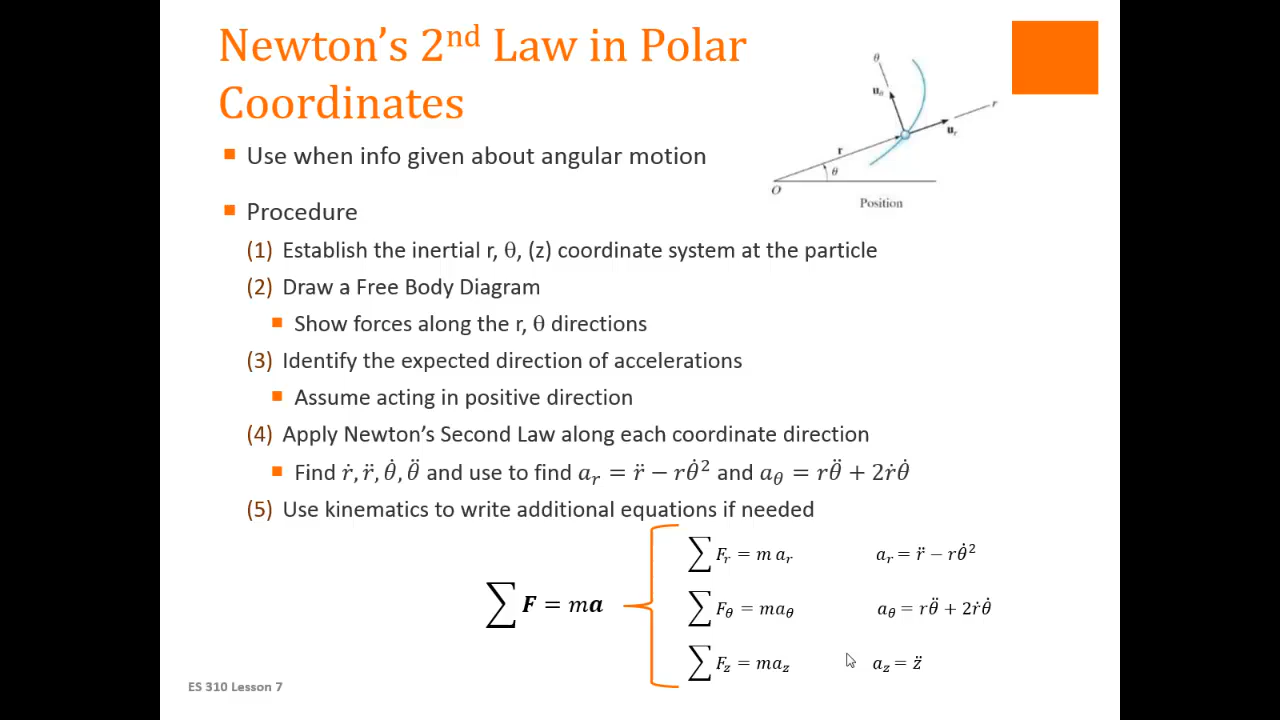 Newton's 2nd Law in Polar
Coordinates
Use when info given about angular motion
θ
u_θ
r
u_r
r
θ
O
Position
Procedure
(1) Establish the inertial r, θ, (z) coordinate system at the particle
(2) Draw a Free Body Diagram
Show forces along the r, θ directions
(3) Identify the expected direction of accelerations
Assume acting in positive direction
(4) Apply Newton's Second Law along each coordinate direction
Find ṙ, r̈, θ̇, θ̈ and use to find a_r = r̈ − rθ̇² and a_θ = rθ̈ + 2ṙθ̇
(5) Use kinematics to write additional equations if needed
∑ F = ma
∑ F_r = m a_r a_r = r̈ − rθ̇²
∑ F_θ = ma_θ a_θ = rθ̈ + 2ṙθ̇
∑ F_z = ma_z a_z = z̈
ES 310 Lesson 7